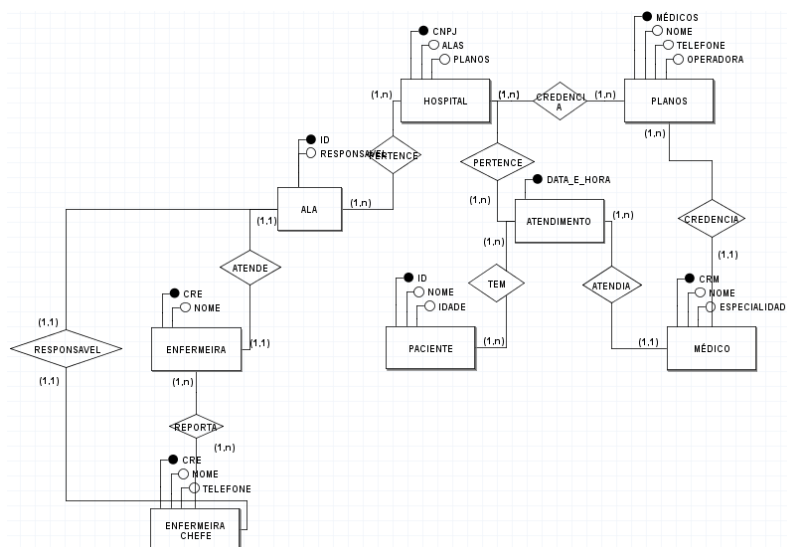 CNPJ
ALAS
PLANOS
(1,n)
HOSPITAL
(1,n)
CREDENCI
A
(1,n)
MÉDICOS
NOME
TELEFONE
OPERADORA
PLANOS
(1,n)
ID
RESPONSAVEL
PERTENCE
PERTENCE
ALA
(1,1)
(1,n)
(1,n)
DATA_E_HORA
ATENDIMENTO
(1,n)
(1,n)
CREDENCIA
(1,1)
ATENDE
TEM
ATENDIA
CRE
NOME
ENFERMEIRA
(1,1)
(1,n)
ID
NOME
IDADE
PACIENTE
(1,n)
CRM
NOME
ESPECIALIDAD
MÉDICO
(1,1)
(1,1)
RESPONSAVEL
(1,1)
REPORTA
(1,n)
CRE
NOME
TELEFONE
ENFERMEIRA
CHEFE